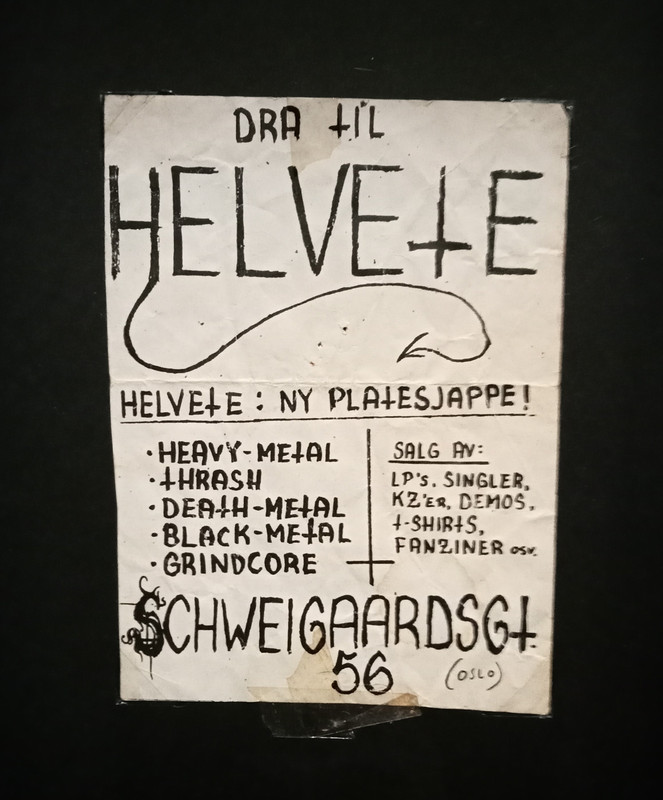 DRA TIL
HELVETE
HELVETE : NY PLATESJAPPE!
• HEAVY-METAL
• THRASH
• DEATH-METAL
• BLACK-METAL
• GRINDCORE
SALG AV:
LP's, SINGLER,
KZ'ER, DEMOS,
T-SHIRTS,
FANZINER osv.
SCHWEIGAARDSGT.
56 (OSLO)